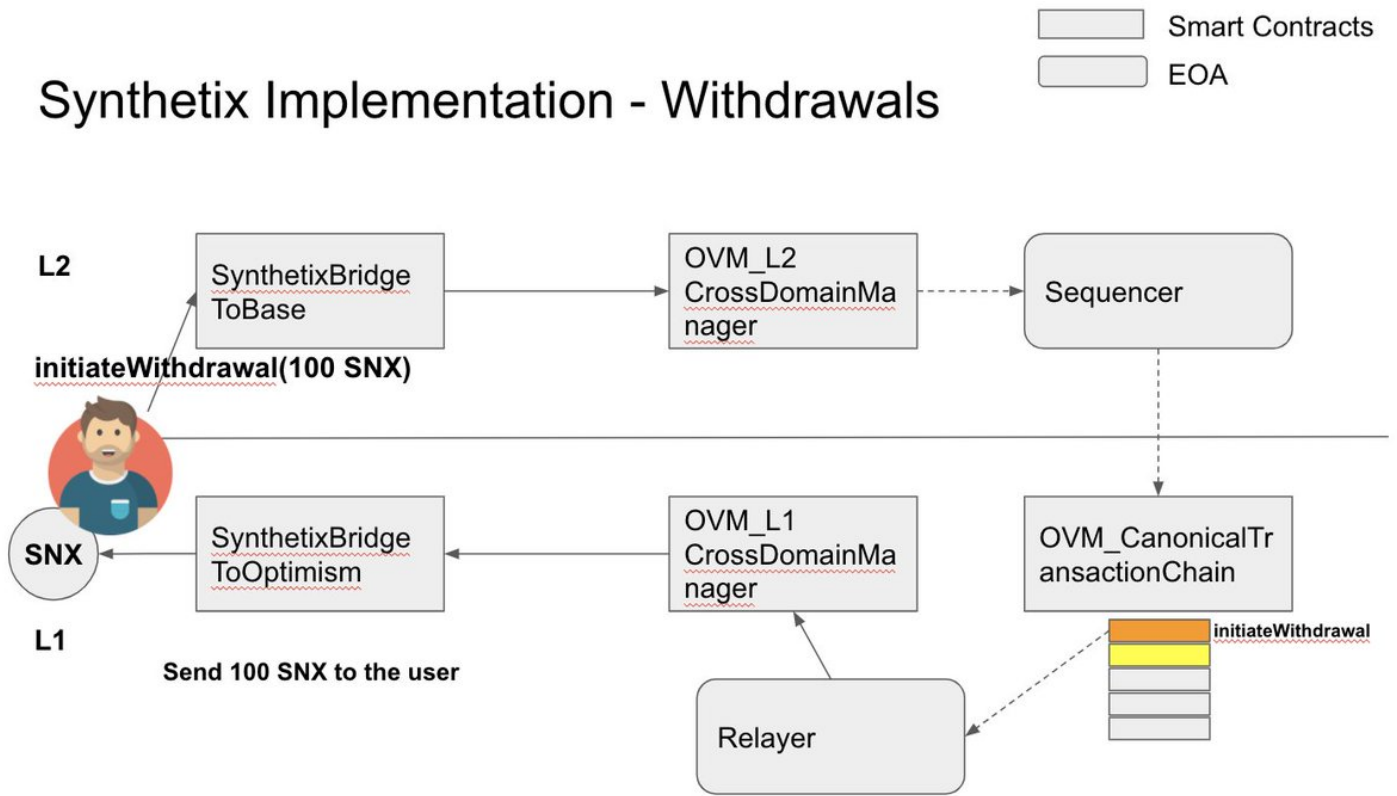 Smart Contracts
EOA
Synthetix Implementation - Withdrawals
L2
SynthetixBridge
ToBase
OVM_L2
CrossDomainMa
nager
Sequencer
initiateWithdrawal(100 SNX)
SNX
SynthetixBridge
ToOptimism
OVM_L1
CrossDomainMa
nager
OVM_CanonicalTr
ansactionChain
L1
initiateWithdrawal
Send 100 SNX to the user
Relayer